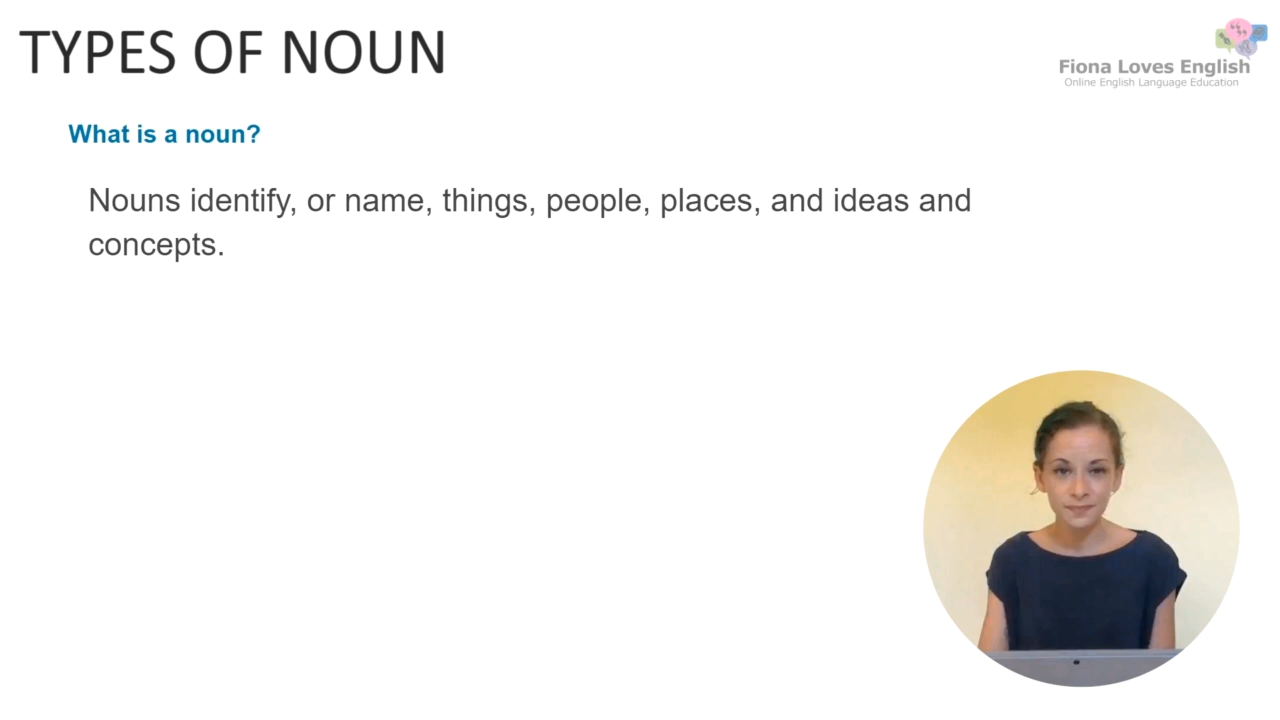 TYPES OF NOUN
Fiona Loves English
Online English Language Education
What is a noun?
Nouns identify, or name, things, people, places, and ideas and
concepts.